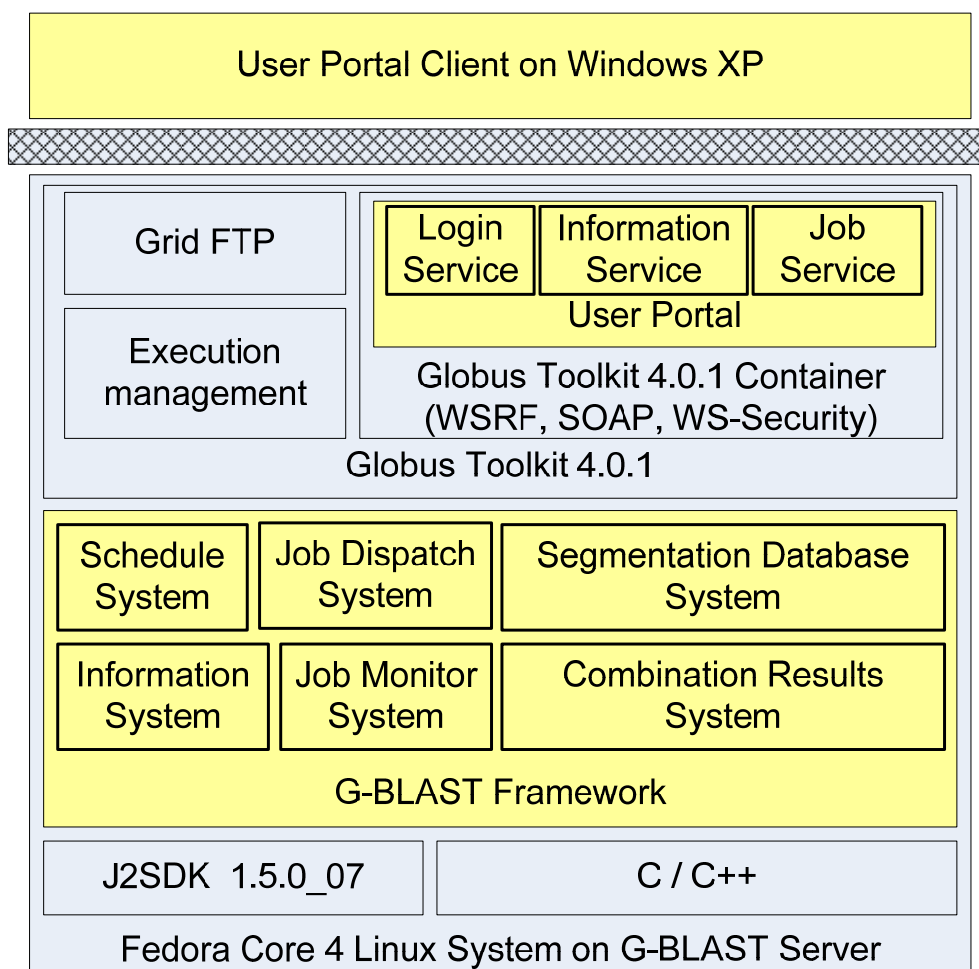 User Portal Client on Windows XP
Grid FTP
Execution
management
Login
Service
Information
Service
Job
Service
User Portal
Globus Toolkit 4.0.1 Container
(WSRF, SOAP, WS-Security)
Globus Toolkit 4.0.1
Schedule
System
Job Dispatch
System
Segmentation Database
System
Information
System
Job Monitor
System
Combination Results
System
G-BLAST Framework
J2SDK 1.5.0_07
C / C++
Fedora Core 4 Linux System on G-BLAST Server